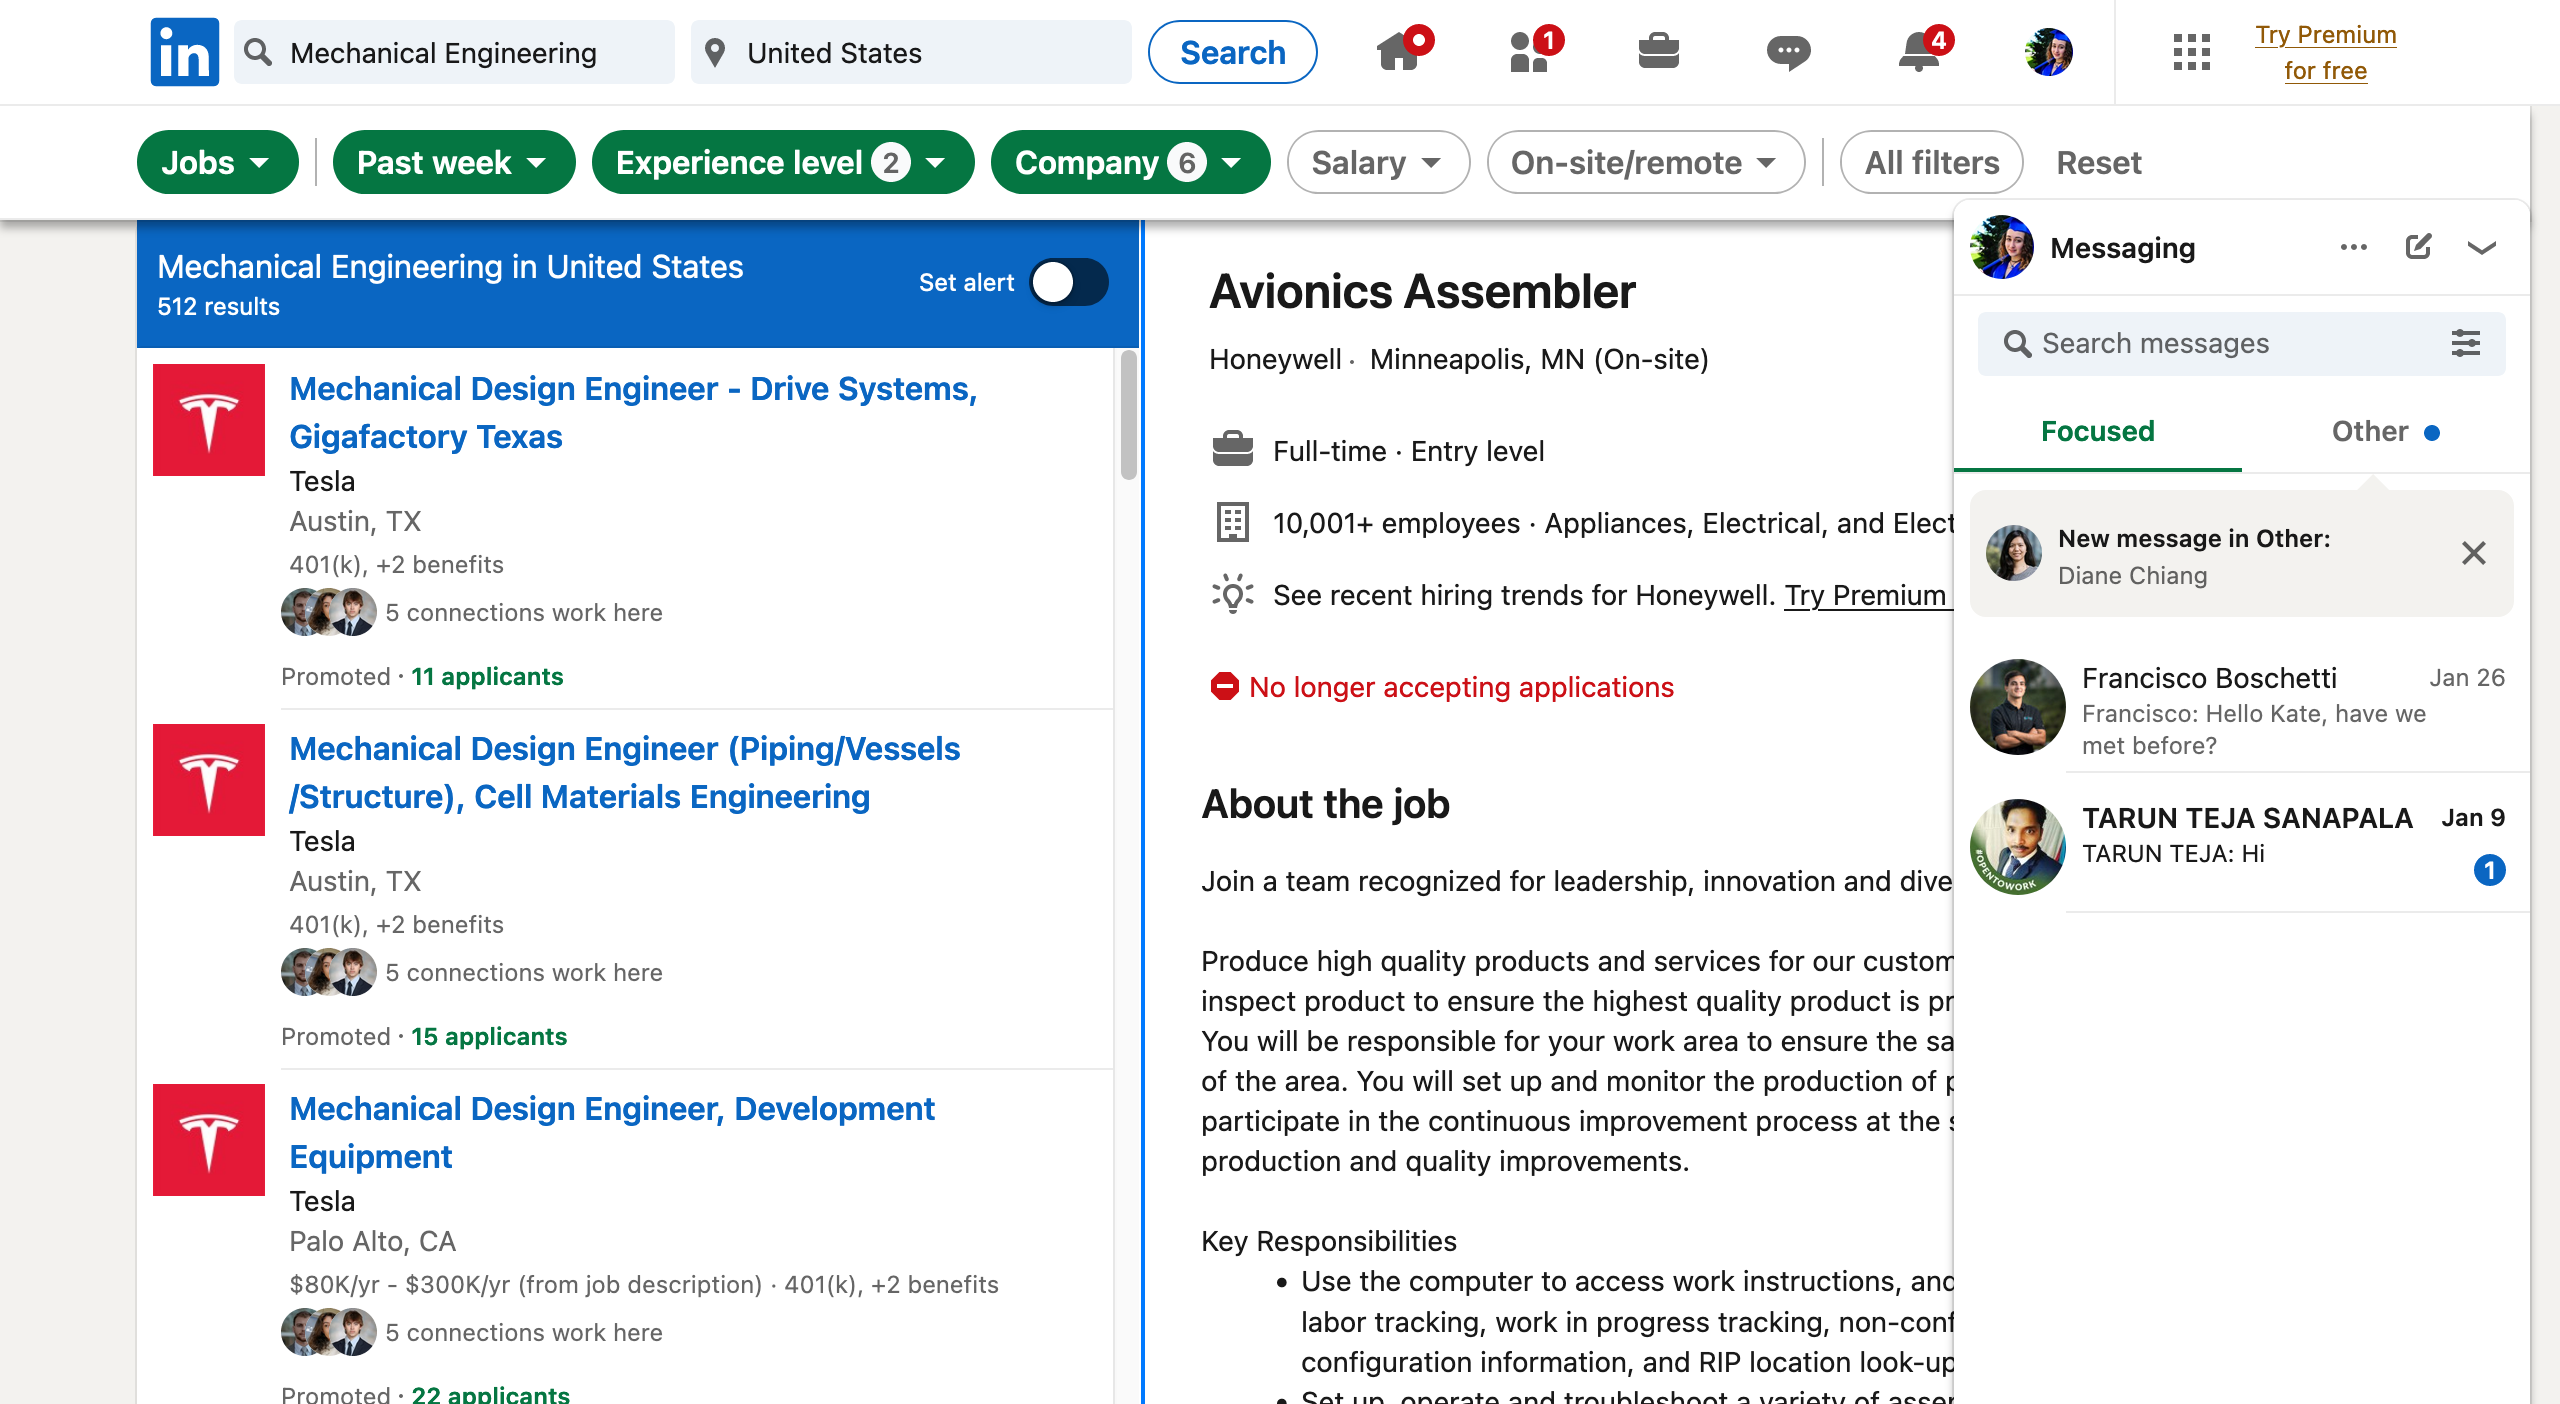 in
Mechanical Engineering
United States
Search
1
4
Try Premium
for free
Jobs
Past week
Experience level 2
Company 6
Salary
On-site/remote
All filters
Reset
Mechanical Engineering in United States
512 results
Set alert
Mechanical Design Engineer - Drive Systems,
Gigafactory Texas
Tesla
Austin, TX
401(k), +2 benefits
5 connections work here
Promoted · 11 applicants
Mechanical Design Engineer (Piping/Vessels
/Structure), Cell Materials Engineering
Tesla
Austin, TX
401(k), +2 benefits
5 connections work here
Promoted · 15 applicants
Mechanical Design Engineer, Development
Equipment
Tesla
Palo Alto, CA
$80K/yr - $300K/yr (from job description) · 401(k), +2 benefits
5 connections work here
Promoted · 22 applicants
Avionics Assembler
Honeywell · Minneapolis, MN (On-site)
Full-time · Entry level
10,001+ employees · Appliances, Electrical, and Elect
See recent hiring trends for Honeywell. Try Premium
No longer accepting applications
About the job
Join a team recognized for leadership, innovation and dive
Produce high quality products and services for our custom
inspect product to ensure the highest quality product is pr
You will be responsible for your work area to ensure the sa
of the area. You will set up and monitor the production of p
participate in the continuous improvement process at the s
production and quality improvements.
Key Responsibilities
• Use the computer to access work instructions, and
labor tracking, work in progress tracking, non-conf
configuration information, and RIP location look-up
• Set up, operate and troubleshoot a variety of asser
Messaging
Search messages
Focused
Other
New message in Other:
Diane Chiang
Francisco Boschetti
Jan 26
Francisco: Hello Kate, have we
met before?
TARUN TEJA SANAPALA
Jan 9
TARUN TEJA: Hi
1
#OPENTOWORK